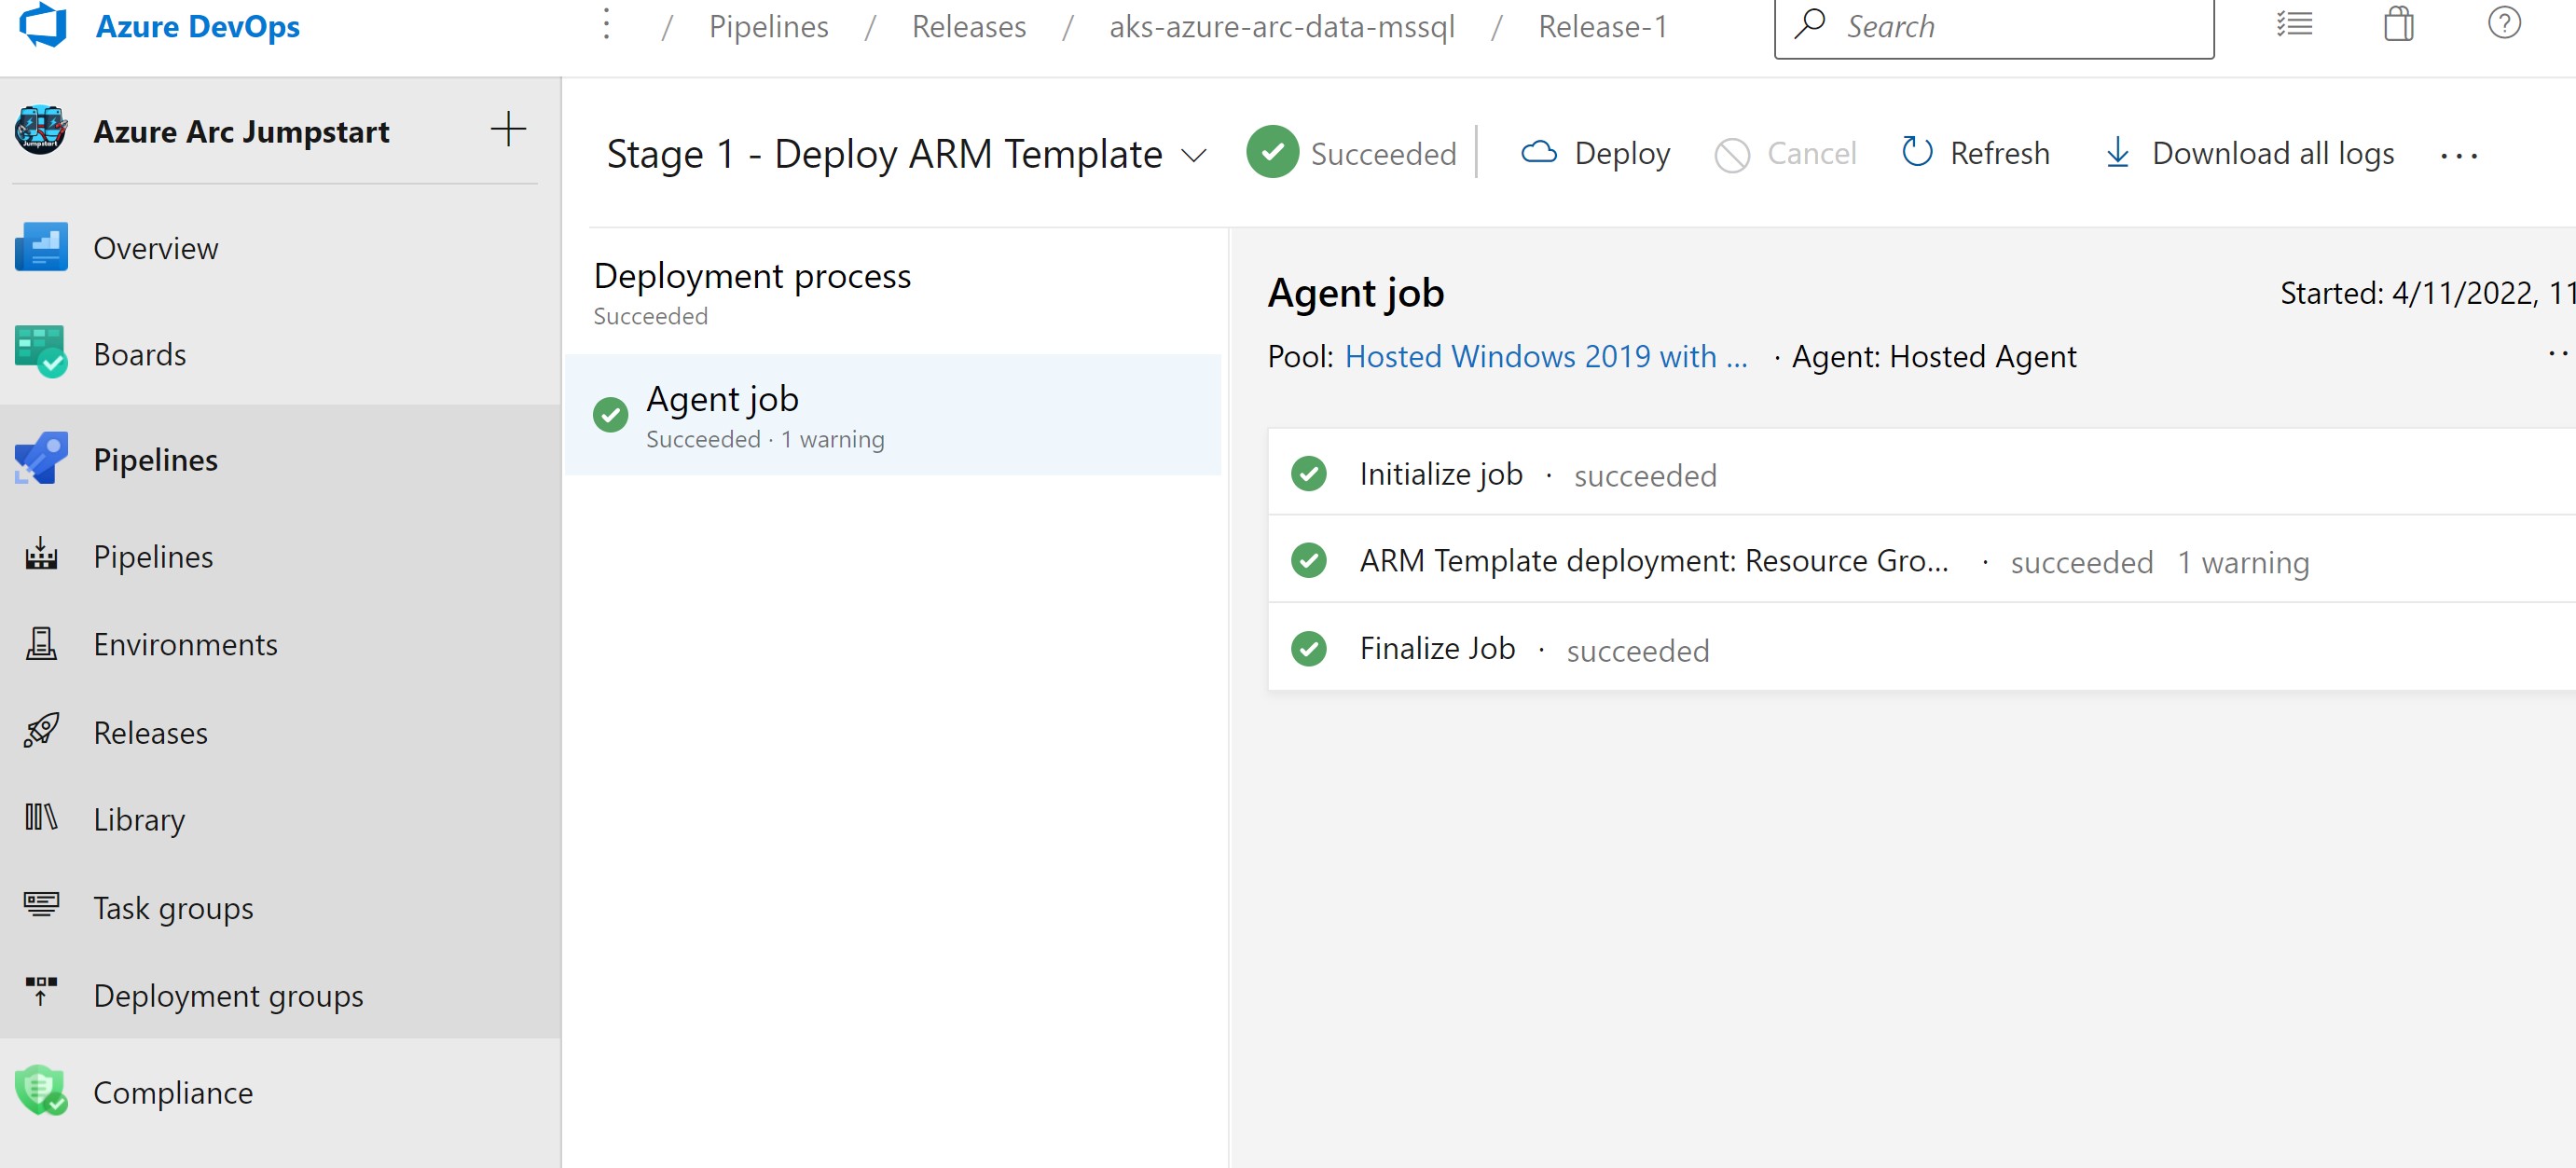 Azure DevOps
/ Pipelines / Releases / aks-azure-arc-data-mssql / Release-1
Search
Azure Arc Jumpstart
Overview
Boards
Pipelines
Pipelines
Environments
Releases
Library
Task groups
Deployment groups
Compliance
Stage 1 - Deploy ARM Template
Succeeded
Deploy
Cancel
Refresh
Download all logs
Deployment process
Succeeded
Agent job
Succeeded · 1 warning
Agent job
Started: 4/11/2022, 11
Pool: Hosted Windows 2019 with ... · Agent: Hosted Agent
Initialize job · succeeded
ARM Template deployment: Resource Gro... · succeeded 1 warning
Finalize Job · succeeded
Jumpstart